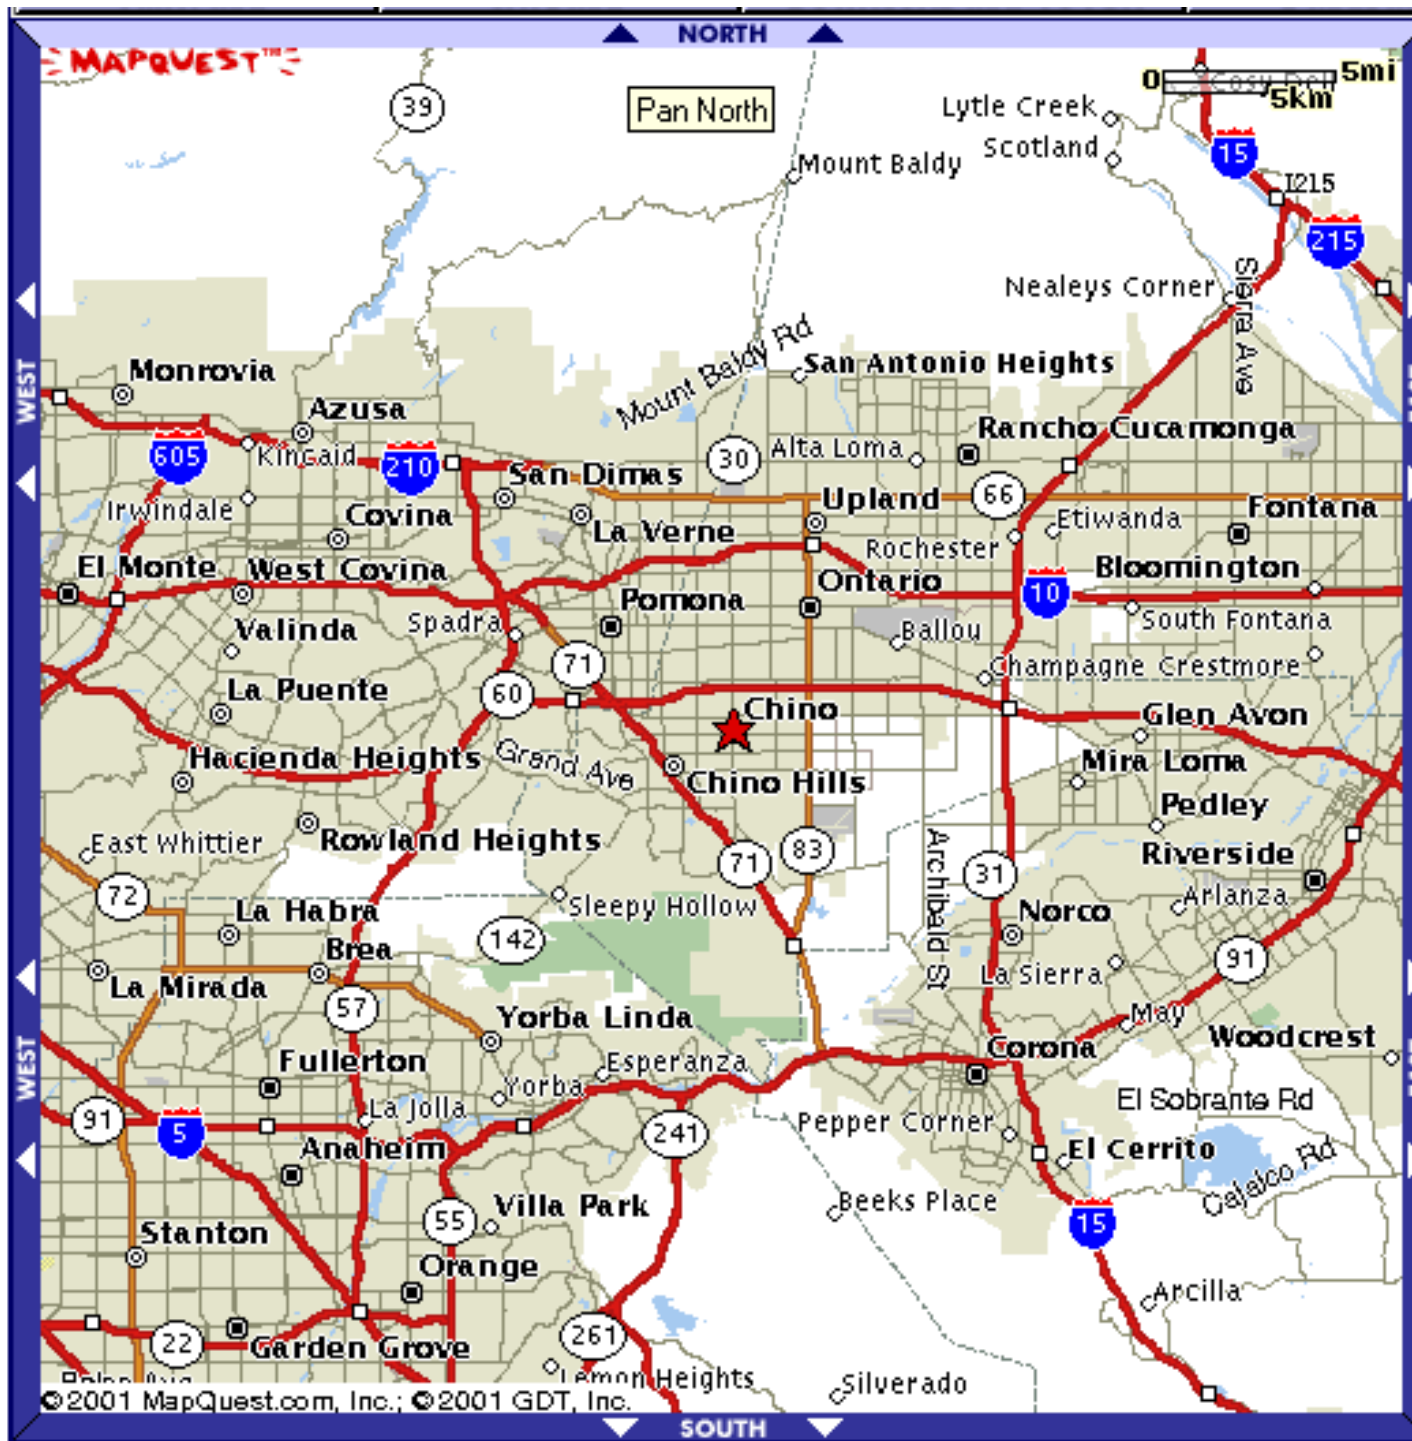 NORTH
MAPQUEST™
39
Pan North
0
5mi
5km
Lytle Creek
Scotland
15
Mount Baldy
I215
215
Nealeys Corner
Sierra Ave
WEST
Monrovia
Mount Baldy Rd
San Antonio Heights
Azusa
Rancho Cucamonga
605
Kincaid
210
30
Alta Loma
San Dimas
66
Irwindale
Covina
Upland
Fontana
La Verne
Etiwanda
Rochester
El Monte
West Covina
Ontario
10
Bloomington
Pomona
Spadra
Valinda
Ballou
South Fontana
71
Champagne
Crestmore
La Puente
60
Chino
Glen Avon
Hacienda Heights
Grand Ave
Chino Hills
Mira Loma
Pedley
East Whittier
Rowland Heights
71
83
Archibald St
31
Riverside
72
La Habra
Sleepy Hollow
Arlanza
Norco
142
Brea
91
La Mirada
La Sierra
57
Yorba Linda
May
Woodcrest
WEST
Fullerton
Esperanza
Corona
Yorba
91
5
La Jolla
241
Pepper Corner
El Sobrante Rd
Anaheim
El Cerrito
Cajalco Rd
Villa Park
Beeks Place
55
15
Stanton
Orange
Arcilla
22
Garden Grove
261
Lemon Heights
Silverado
©2001 MapQuest.com, Inc.; ©2001 GDT, Inc.
SOUTH